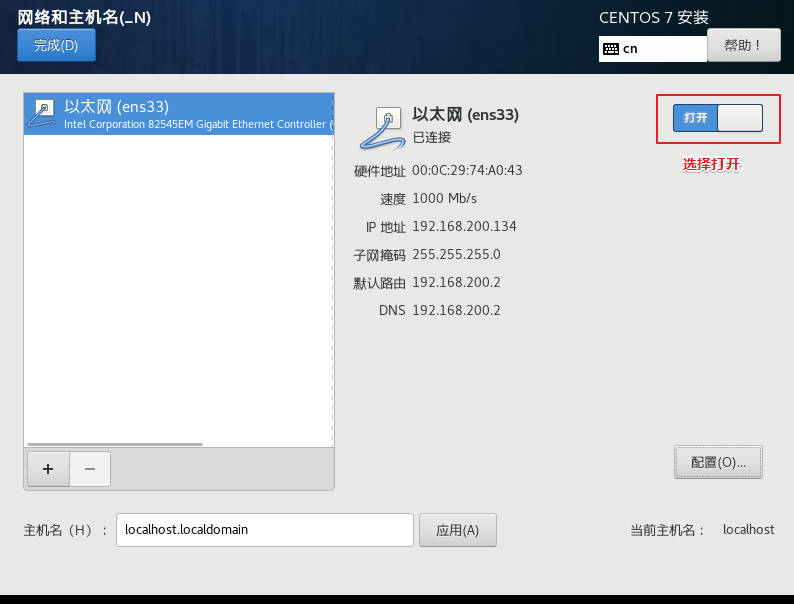 网络和主机名(_N)
CENTOS 7 安装
完成(D)
cn
帮助！
以太网 (ens33)
Intel Corporation 82545EM Gigabit Ethernet Controller (
以太网 (ens33)
已连接
打开
选择打开
硬件地址 00:0C:29:74:A0:43
速度 1000 Mb/s
IP 地址 192.168.200.134
子网掩码 255.255.255.0
默认路由 192.168.200.2
DNS 192.168.200.2
+ −
配置(O)...
主机名（H）： localhost.localdomain 应用(A) 当前主机名： localhost